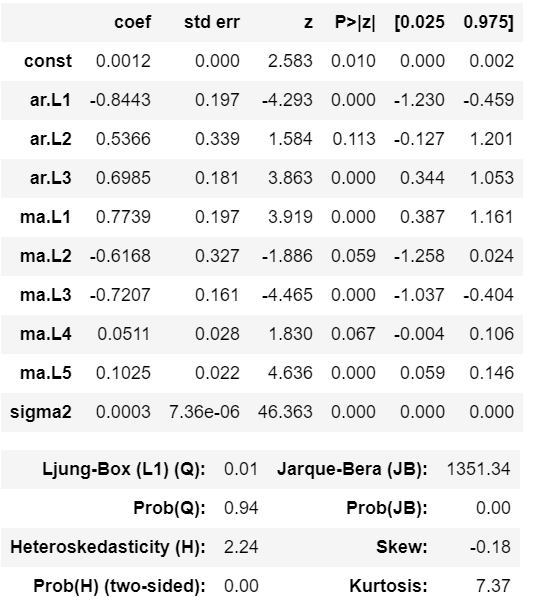 coef std err z P>|z| [0.025 0.975]
const 0.0012 0.000 2.583 0.010 0.000 0.002
ar.L1 -0.8443 0.197 -4.293 0.000 -1.230 -0.459
ar.L2 0.5366 0.339 1.584 0.113 -0.127 1.201
ar.L3 0.6985 0.181 3.863 0.000 0.344 1.053
ma.L1 0.7739 0.197 3.919 0.000 0.387 1.161
ma.L2 -0.6168 0.327 -1.886 0.059 -1.258 0.024
ma.L3 -0.7207 0.161 -4.465 0.000 -1.037 -0.404
ma.L4 0.0511 0.028 1.830 0.067 -0.004 0.106
ma.L5 0.1025 0.022 4.636 0.000 0.059 0.146
sigma2 0.0003 7.36e-06 46.363 0.000 0.000 0.000
Ljung-Box (L1) (Q): 0.01 Jarque-Bera (JB): 1351.34
Prob(Q): 0.94 Prob(JB): 0.00
Heteroskedasticity (H): 2.24 Skew: -0.18
Prob(H) (two-sided): 0.00 Kurtosis: 7.37